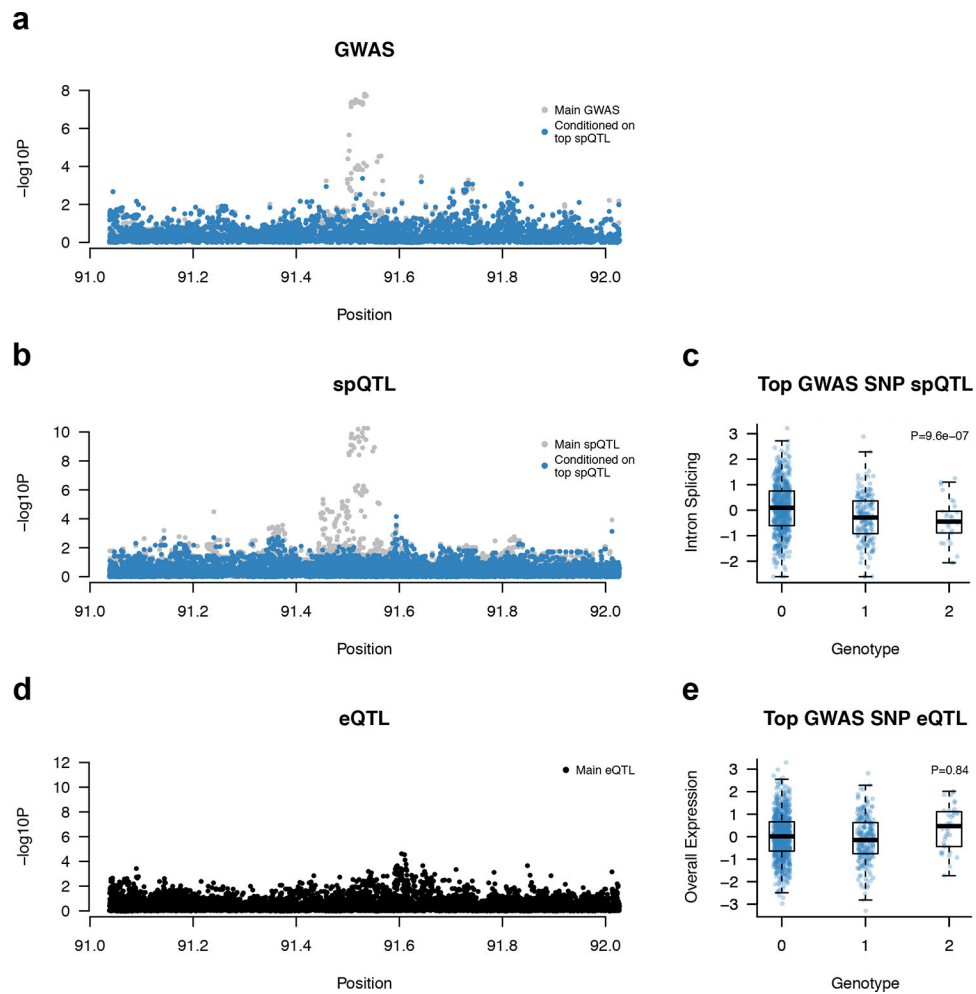 a
GWAS
−log10P
8
6
4
2
0
Main GWAS
Conditioned on
top spQTL
91.0 91.2 91.4 91.6 91.8 92.0
Position
b
spQTL
−log10P
10
8
6
4
2
0
Main spQTL
Conditioned on
top spQTL
91.0 91.2 91.4 91.6 91.8 92.0
Position
c
Top GWAS SNP spQTL
P=9.6e−07
Intron Splicing
3
2
1
0
−1
−2
0 1 2
Genotype
d
eQTL
−log10P
12
10
8
6
4
2
0
Main eQTL
91.0 91.2 91.4 91.6 91.8 92.0
Position
e
Top GWAS SNP eQTL
P=0.84
Overall Expression
3
2
1
0
−1
−2
−3
0 1 2
Genotype